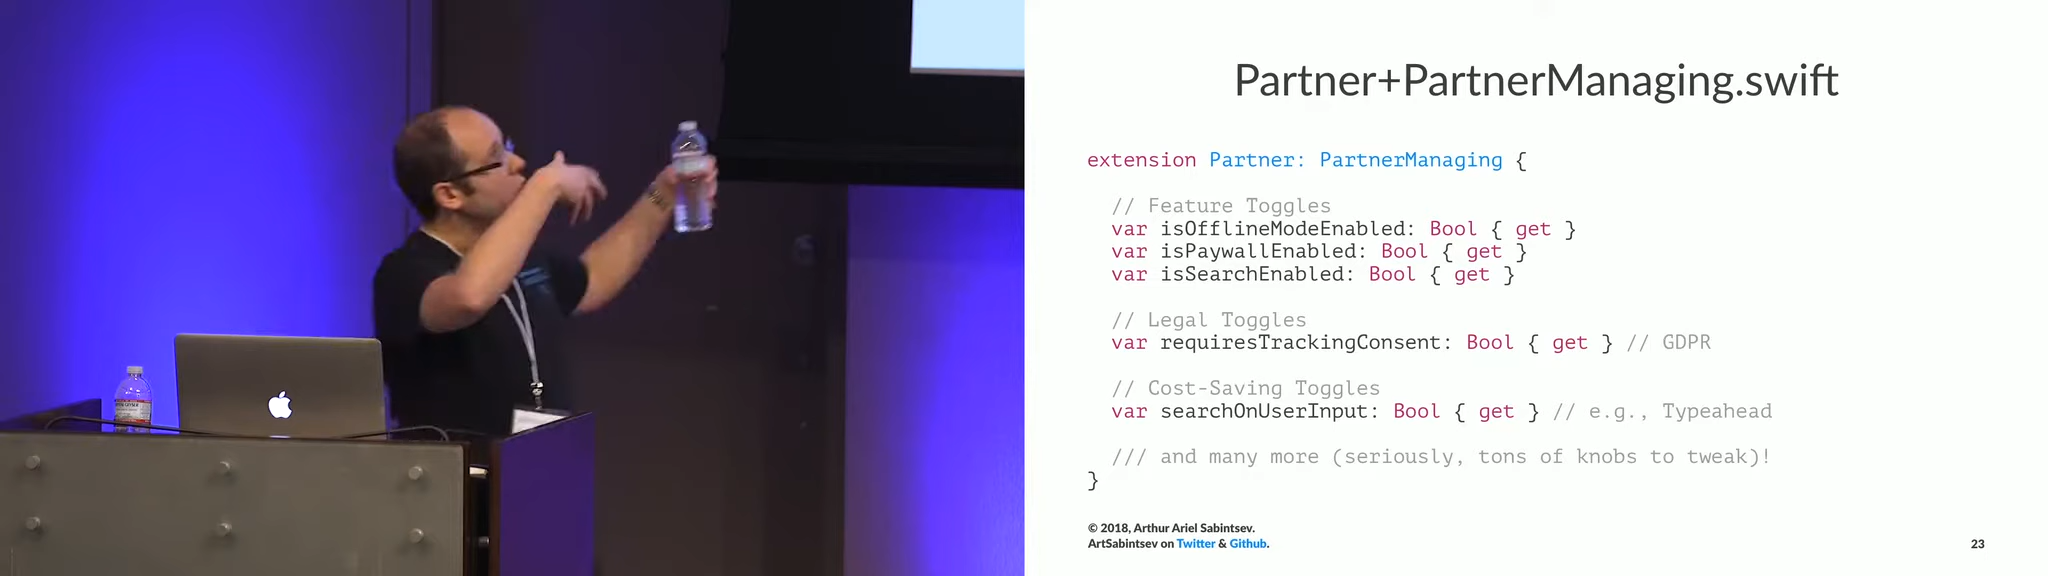 Partner+PartnerManaging.swift
extension Partner: PartnerManaging {
// Feature Toggles
var isOfflineModeEnabled: Bool { get }
var isPaywallEnabled: Bool { get }
var isSearchEnabled: Bool { get }
// Legal Toggles
var requiresTrackingConsent: Bool { get } // GDPR
// Cost-Saving Toggles
var searchOnUserInput: Bool { get } // e.g., Typeahead
/// and many more (seriously, tons of knobs to tweak)!
}
© 2018, Arthur Ariel Sabintsev.
ArtSabintsev on Twitter & Github.
23